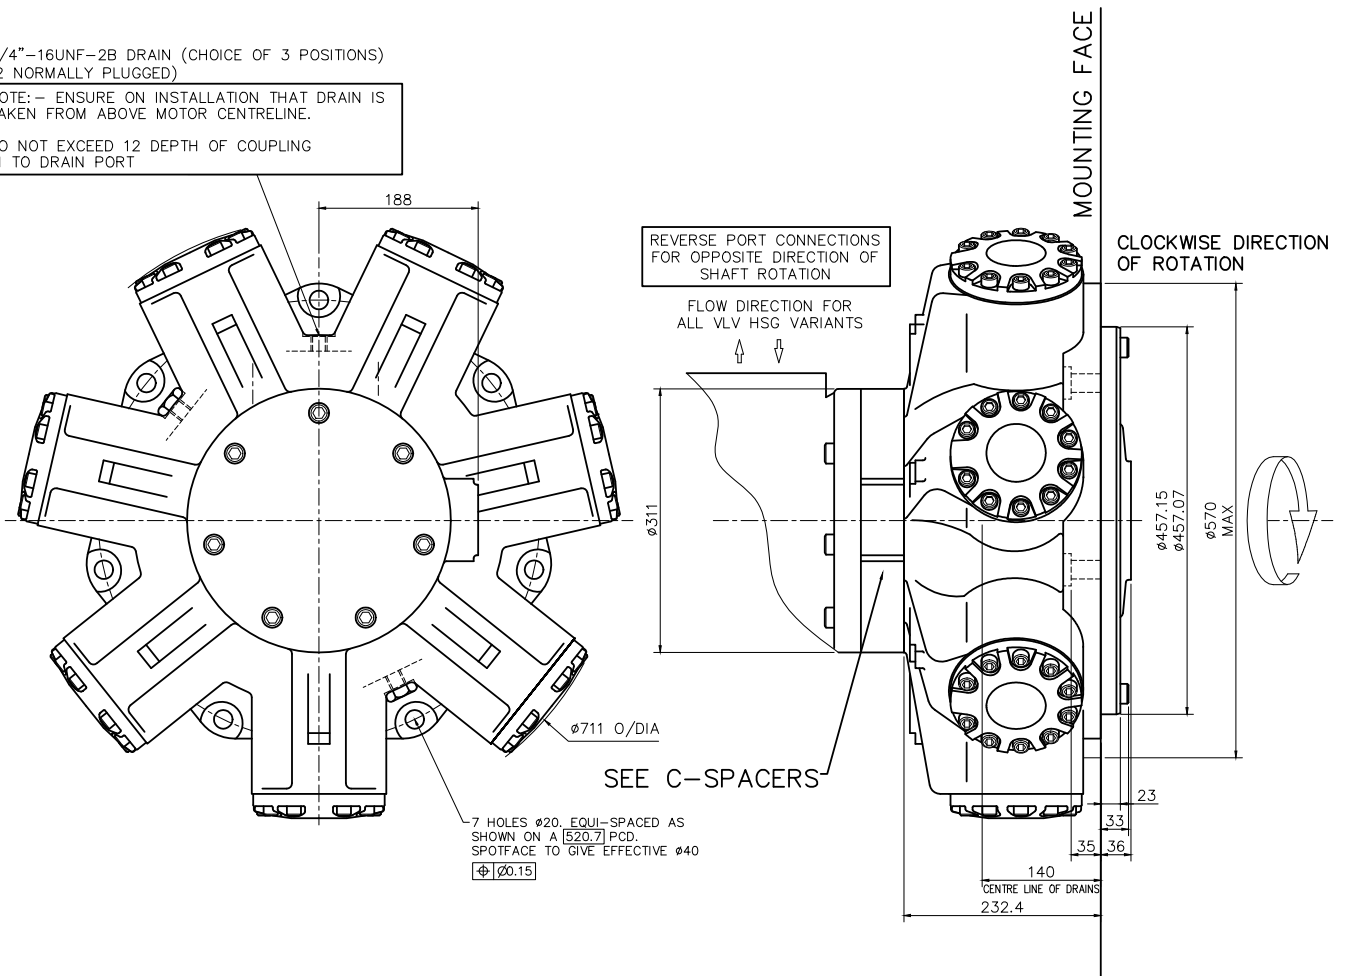 /4"-16UNF-2B DRAIN (CHOICE OF 3 POSITIONS)
2 NORMALLY PLUGGED)
OTE:- ENSURE ON INSTALLATION THAT DRAIN IS
AKEN FROM ABOVE MOTOR CENTRELINE.
O NOT EXCEED 12 DEPTH OF COUPLING
TO DRAIN PORT
188
REVERSE PORT CONNECTIONS
FOR OPPOSITE DIRECTION OF
SHAFT ROTATION
FLOW DIRECTION FOR
ALL VLV HSG VARIANTS
MOUNTING FACE
CLOCKWISE DIRECTION
OF ROTATION
ø311
ø457.15
ø457.07
ø570
MAX
ø711 O/DIA
SEE C-SPACERS
7 HOLES ø20. EQUI-SPACED AS
SHOWN ON A 520.7 PCD.
SPOTFACE TO GIVE EFFECTIVE ø40
⌖ ø0.15
23
33
35 36
140
CENTRE LINE OF DRAINS
232.4